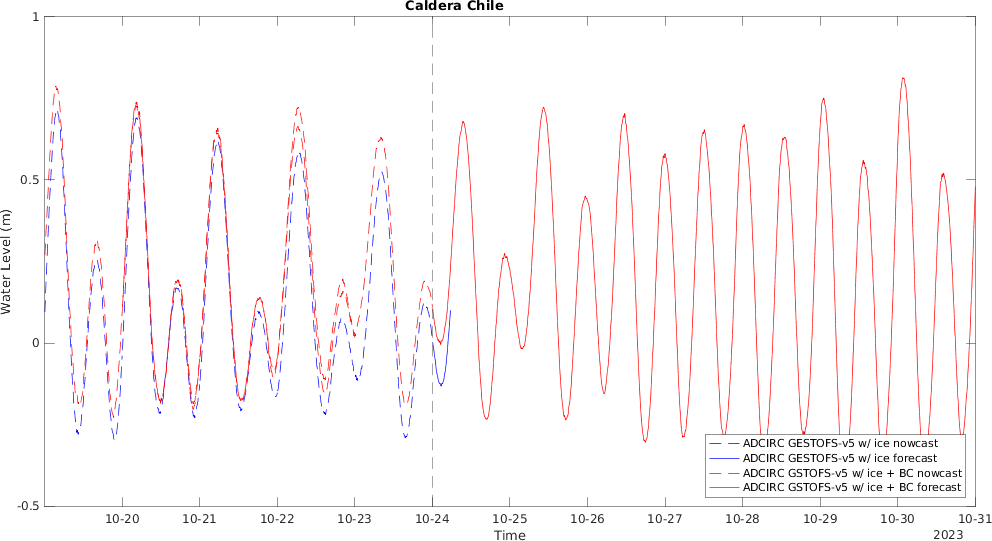 Caldera Chile
1
0.5
0
-0.5
Water Level (m)
10-20 10-21 10-22 10-23 10-24 10-25 10-26 10-27 10-28 10-29 10-30 10-31
Time
2023
ADCIRC GESTOFS-v5 w/ ice nowcast
ADCIRC GESTOFS-v5 w/ ice forecast
ADCIRC GSTOFS-v5 w/ ice + BC nowcast
ADCIRC GSTOFS-v5 w/ ice + BC forecast